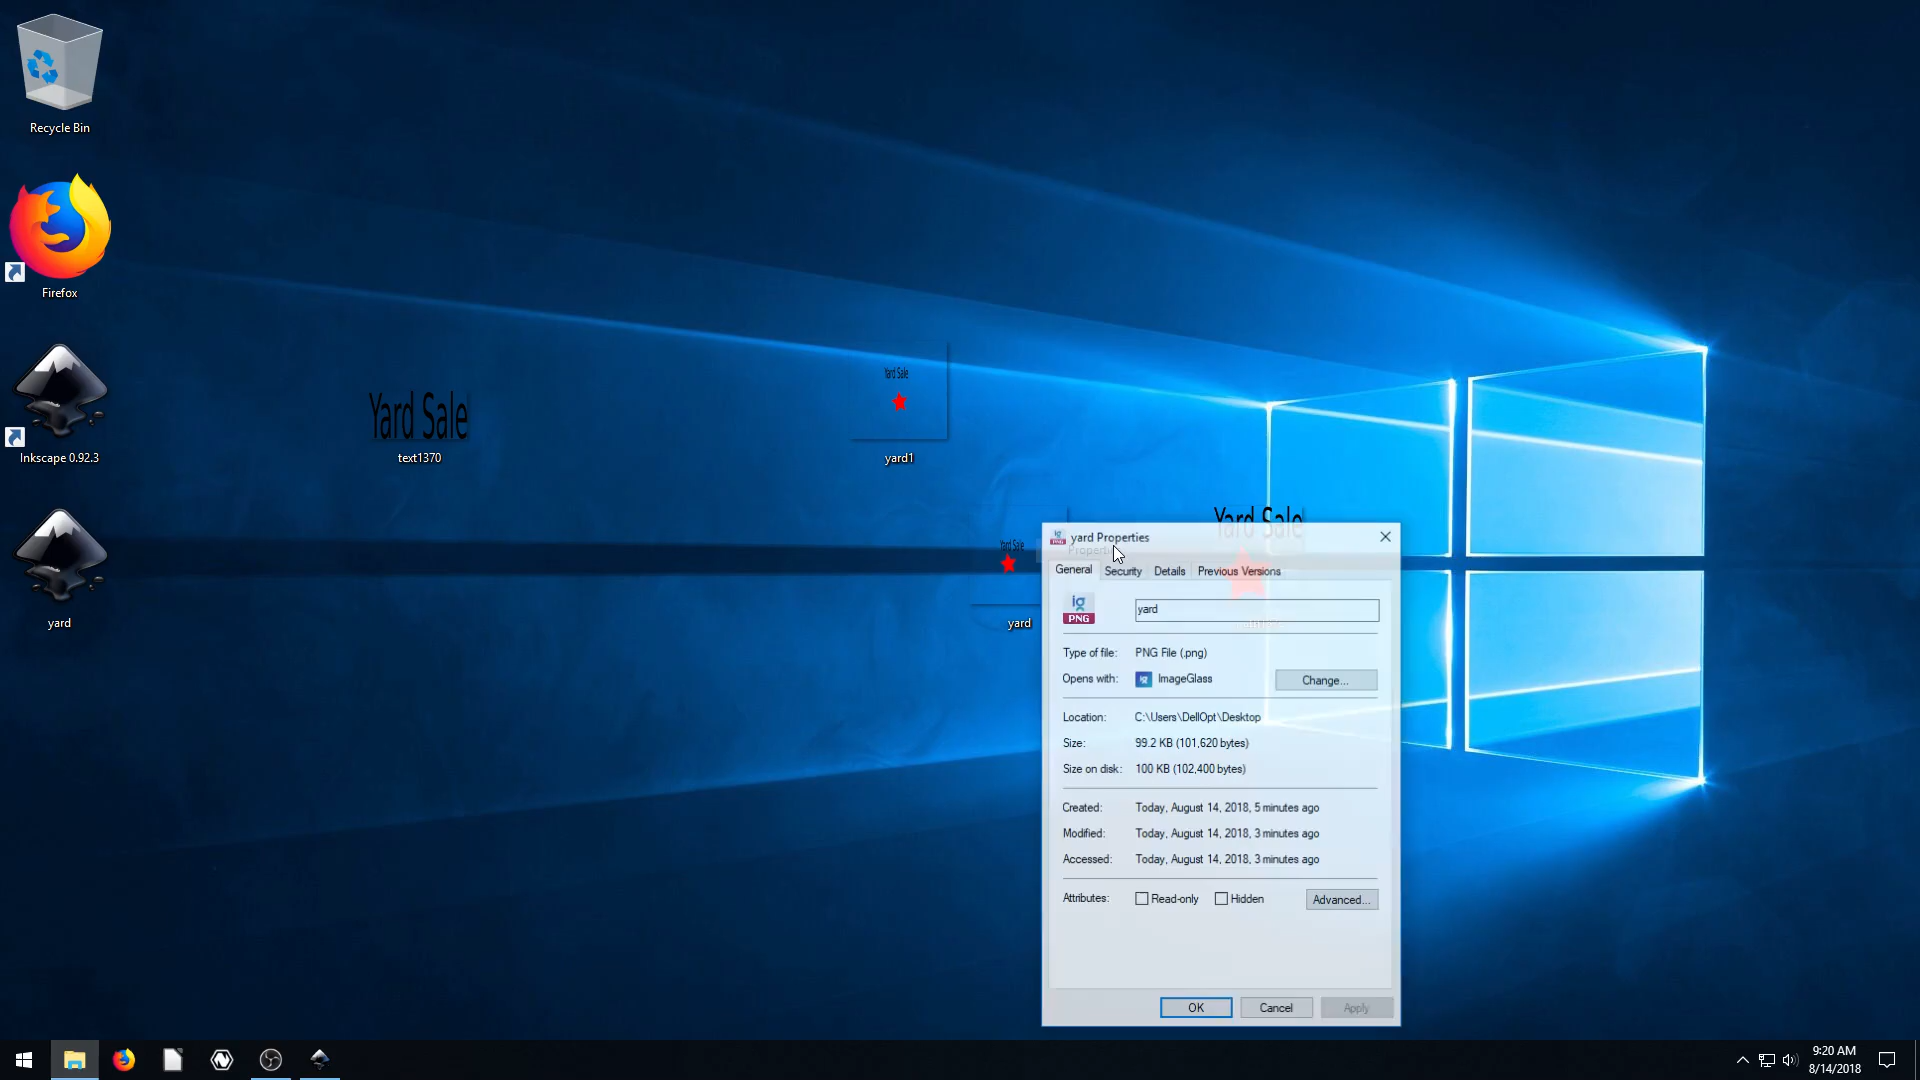 Recycle Bin
Firefox
Inkscape 0.92.3
yard
Yard Sale
text1370
Yard Sale
yard1
Yard Sale
yard
Yard Sale
yard Properties
Properties
General
Security
Details
Previous Versions
ig
PNG
yard
Type of file: PNG File (.png)
Opens with: ImageGlass
Change...
Location: C:\Users\DellOpt\Desktop
Size: 99.2 KB (101,620 bytes)
Size on disk: 100 KB (102,400 bytes)
Created: Today, August 14, 2018, 5 minutes ago
Modified: Today, August 14, 2018, 3 minutes ago
Accessed: Today, August 14, 2018, 3 minutes ago
Attributes: Read-only Hidden Advanced...
OK Cancel Apply
9:20 AM
8/14/2018